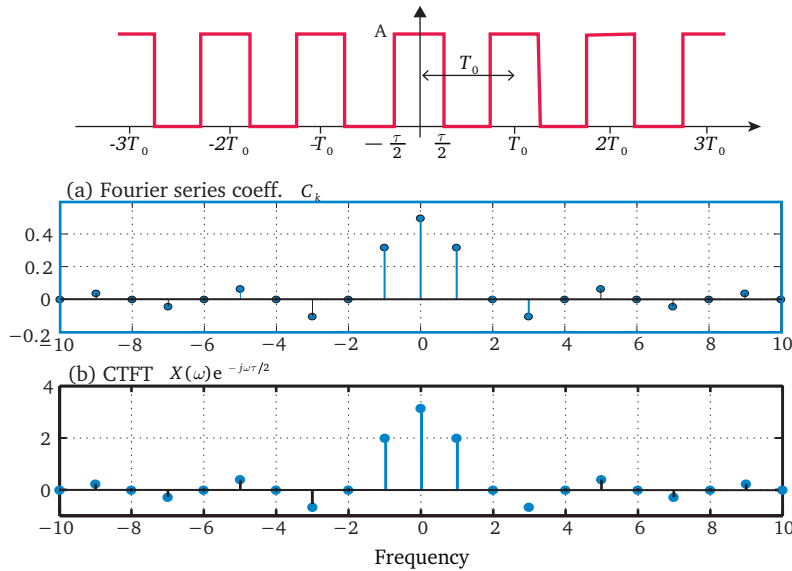 A
T₀
-3T₀ -2T₀ -T₀ − τ/2 τ/2 T₀ 2T₀ 3T₀
(a) Fourier series coeff. Cₖ
0.4
0.2
0
−0.2
−10 −8 −6 −4 −2 0 2 4 6 8 10
(b) CTFT X(ω)e^−jωτ/2
4
2
0
−10 −8 −6 −4 −2 0 2 4 6 8 10
Frequency